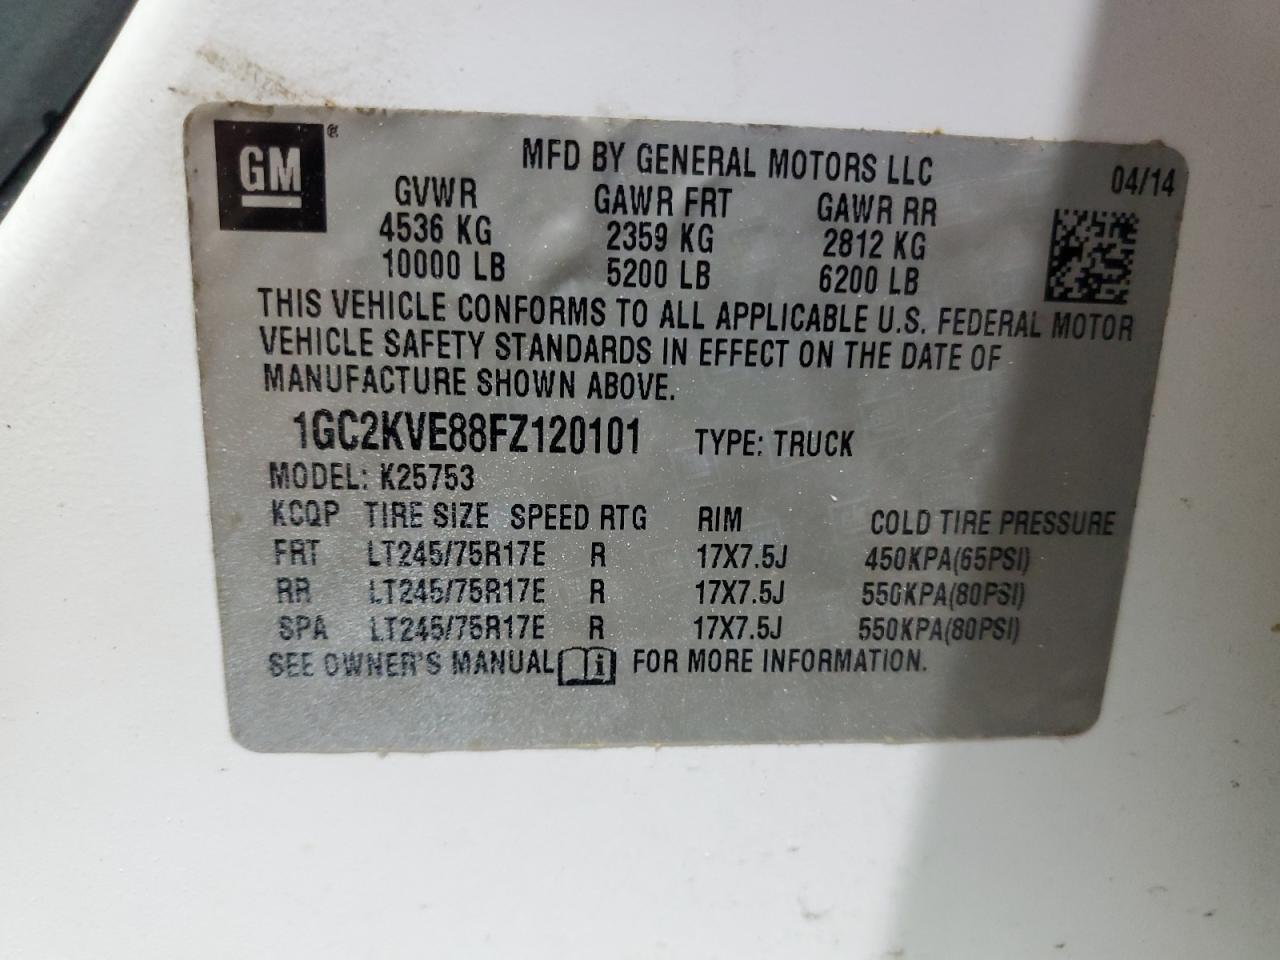 GM®
MFD BY GENERAL MOTORS LLC
04/14
GVWR GAWR FRT GAWR RR
4536 KG 2359 KG 2812 KG
10000 LB 5200 LB 6200 LB
THIS VEHICLE CONFORMS TO ALL APPLICABLE U.S. FEDERAL MOTOR
VEHICLE SAFETY STANDARDS IN EFFECT ON THE DATE OF
MANUFACTURE SHOWN ABOVE.
1GC2KVE88FZ120101 TYPE: TRUCK
MODEL: K25753
KCQP TIRE SIZE SPEED RTG RIM COLD TIRE PRESSURE
FRT LT245/75R17E R 17X7.5J 450KPA(65PSI)
RR LT245/75R17E R 17X7.5J 550KPA(80PSI)
SPA LT245/75R17E R 17X7.5J 550KPA(80PSI)
SEE OWNER'S MANUAL FOR MORE INFORMATION.